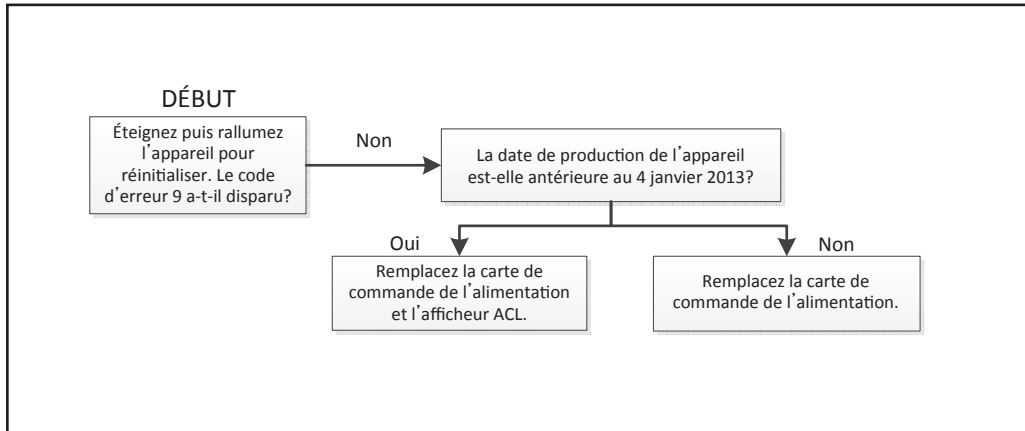 DÉBUT
Éteignez puis rallumez
l'appareil pour
réinitialiser. Le code
d'erreur 9 a-t-il disparu?
Non
La date de production de l'appareil
est-elle antérieure au 4 janvier 2013?
Oui
Remplacez la carte de
commande de l'alimentation
et l'afficheur ACL.
Non
Remplacez la carte de
commande de l'alimentation.